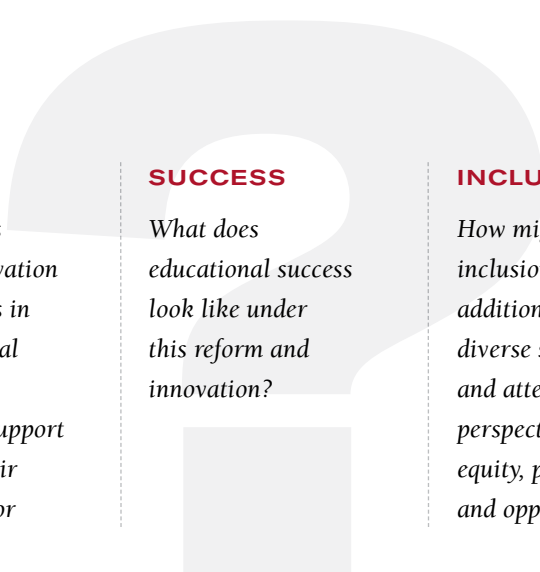 vation
s in
al
upport
ir
or
SUCCESS
What does
educational success
look like under
this reform and
innovation?
INCLU
How mi
inclusio
addition
diverse
and atte
perspect
equity, p
and opp